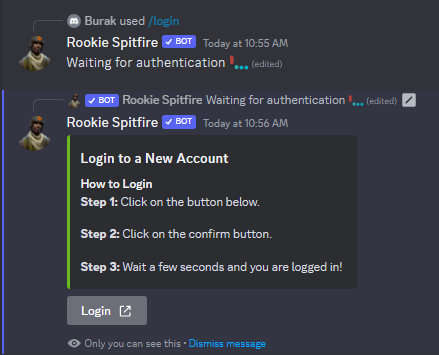 Burak used /login
Rookie Spitfire ✓ BOT Today at 10:55 AM
Waiting for authentication (edited)
✓ BOT Rookie Spitfire Waiting for authentication (edited)
Rookie Spitfire ✓ BOT Today at 10:56 AM
Login to a New Account
How to Login
Step 1: Click on the button below.
Step 2: Click on the confirm button.
Step 3: Wait a few seconds and you are logged in!
Login
Only you can see this • Dismiss message